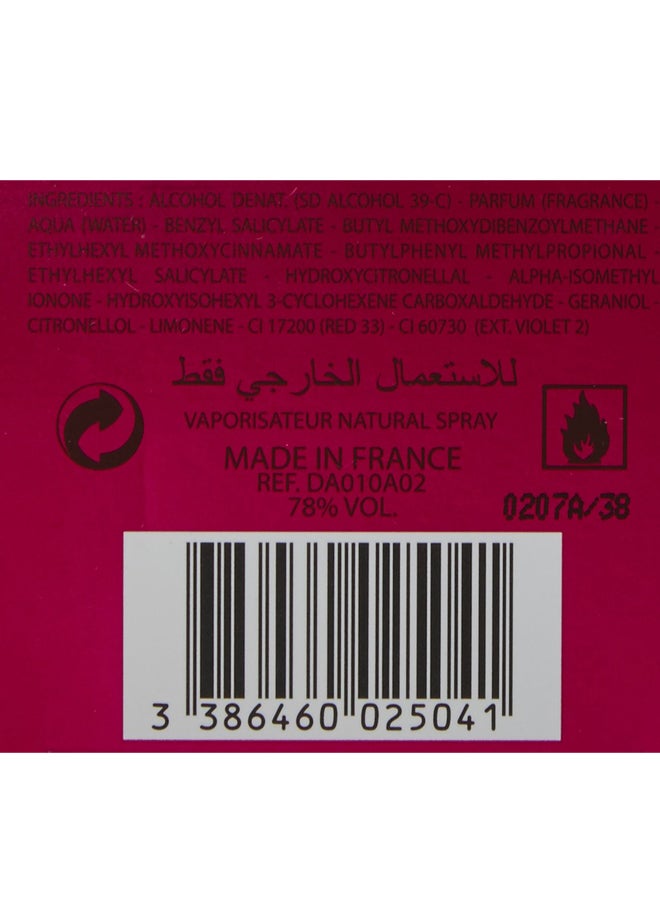 INGREDIENTS : ALCOHOL DENAT. (SD ALCOHOL 39-C) - PARFUM (FRAGRANCE) -
AQUA (WATER) - BENZYL SALICYLATE - BUTYL METHOXYDIBENZOYLMETHANE -
ETHYLHEXYL METHOXYCINNAMATE - BUTYLPHENYL METHYLPROPIONAL -
ETHYLHEXYL SALICYLATE - HYDROXYCITRONELLAL - ALPHA-ISOMETHYL
IONONE - HYDROXYISOHEXYL 3-CYCLOHEXENE CARBOXALDEHYDE - GERANIOL -
CITRONELLOL - LIMONENE - CI 17200 (RED 33) - CI 60730 (EXT. VIOLET 2)
للاستعمال الخارجي فقط
VAPORISATEUR NATURAL SPRAY
MADE IN FRANCE
REF. DA010A02
78% VOL.
0207A/38
3 386460 025041